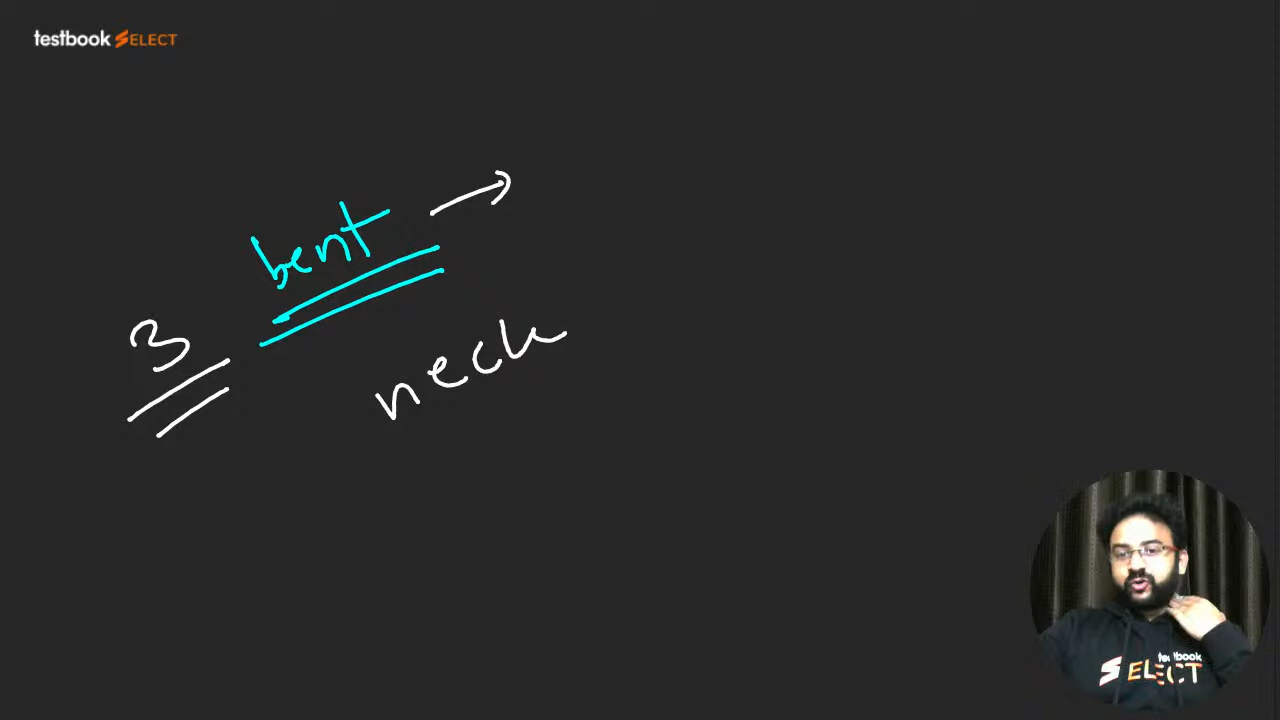 testbook SELECT
bent →
3
neck
testbook
SELECT